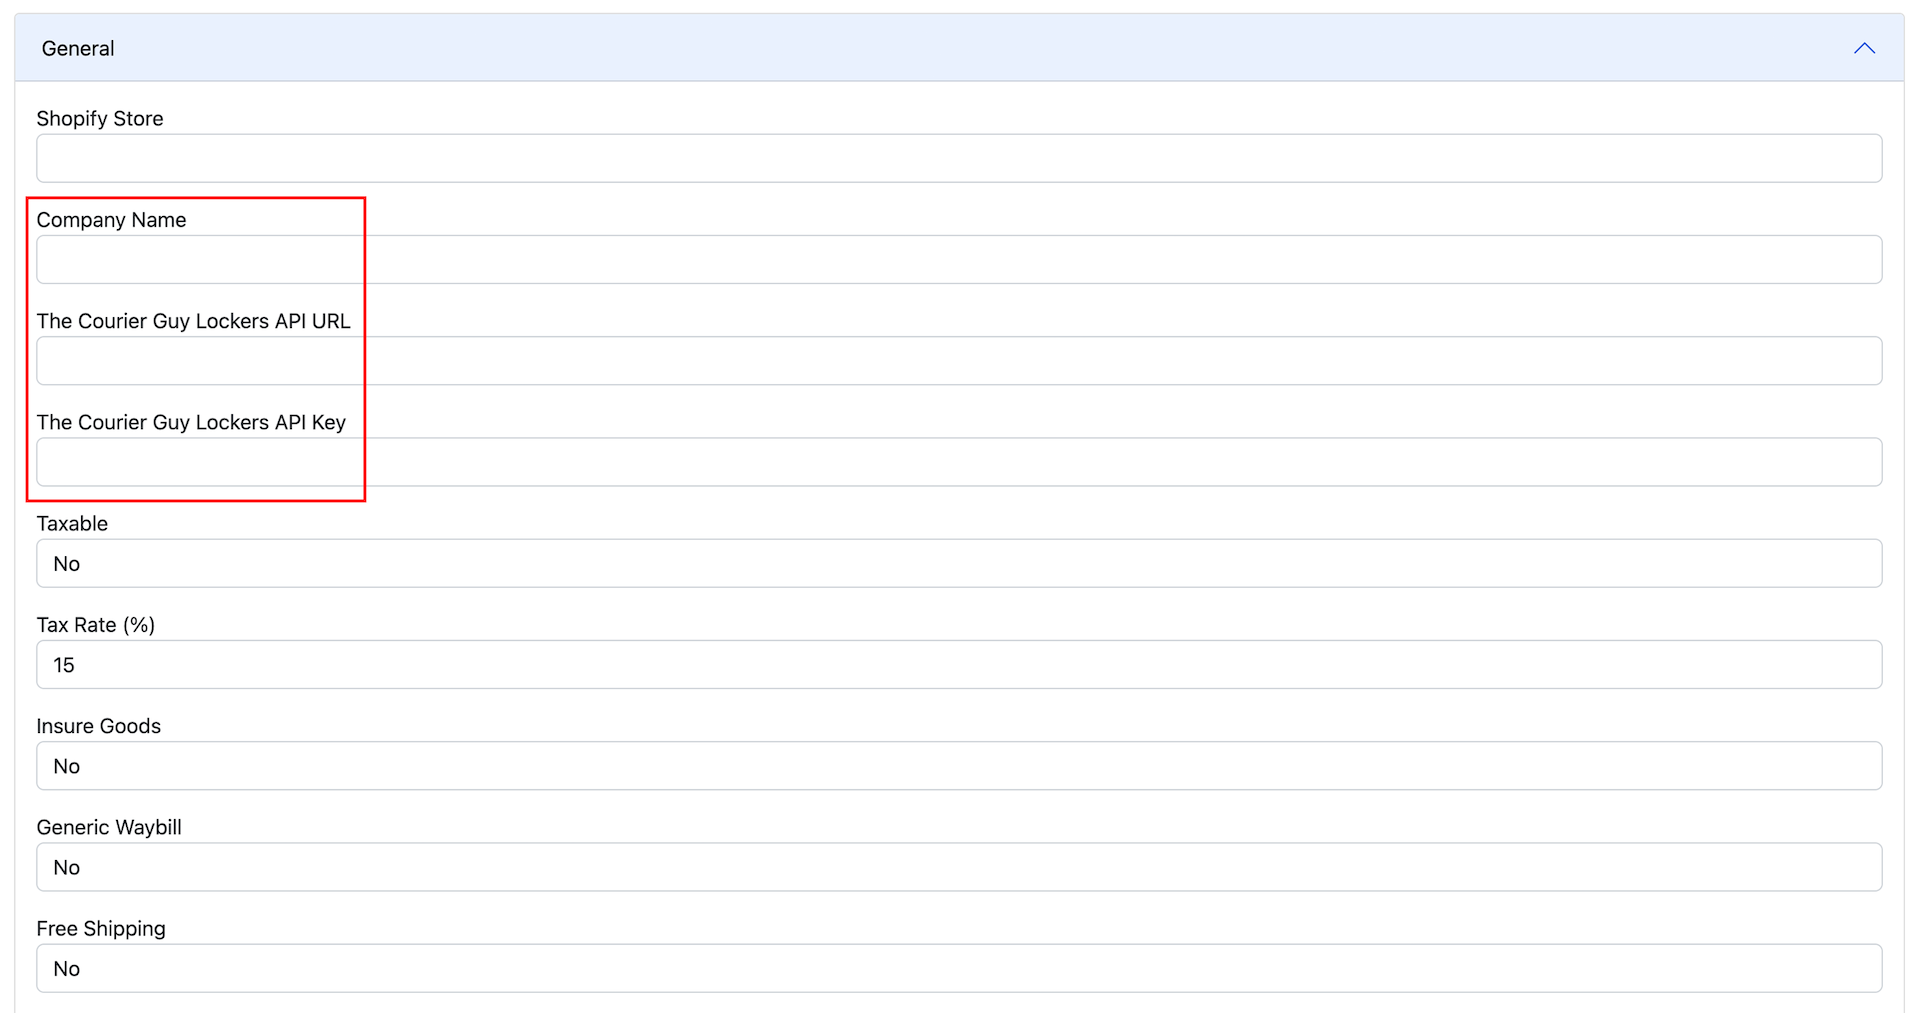 General
Shopify Store
Company Name
The Courier Guy Lockers API URL
The Courier Guy Lockers API Key
Taxable
No
Tax Rate (%)
15
Insure Goods
No
Generic Waybill
No
Free Shipping
No